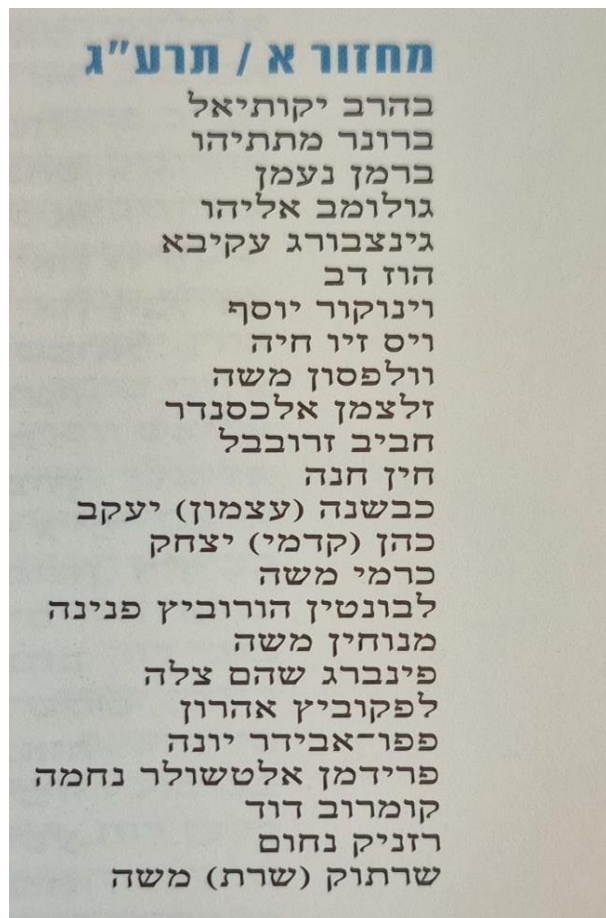 מחזור א / תרע"ג
בהרב יקותיאל
ברונר מתתיהו
ברמן נעמן
גולומב אליהו
גינצבורג עקיבא
הוז דב
וינוקור יוסף
ויס זיו חיה
וולפסון משה
זלצמן אלכסנדר
חביב זרובבל
חין חנה
כבשנה (עצמון) יעקב
כהן (קדמי) יצחק
כרמי משה
לבונטין הורוביץ פנינה
מנוחין משה
פינברג שהם צלה
לפקוביץ אהרון
פפו־אבידר יונה
פרידמן אלטשולר נחמה
קומרוב דוד
רזניק נחום
שרתוק (שרת) משה